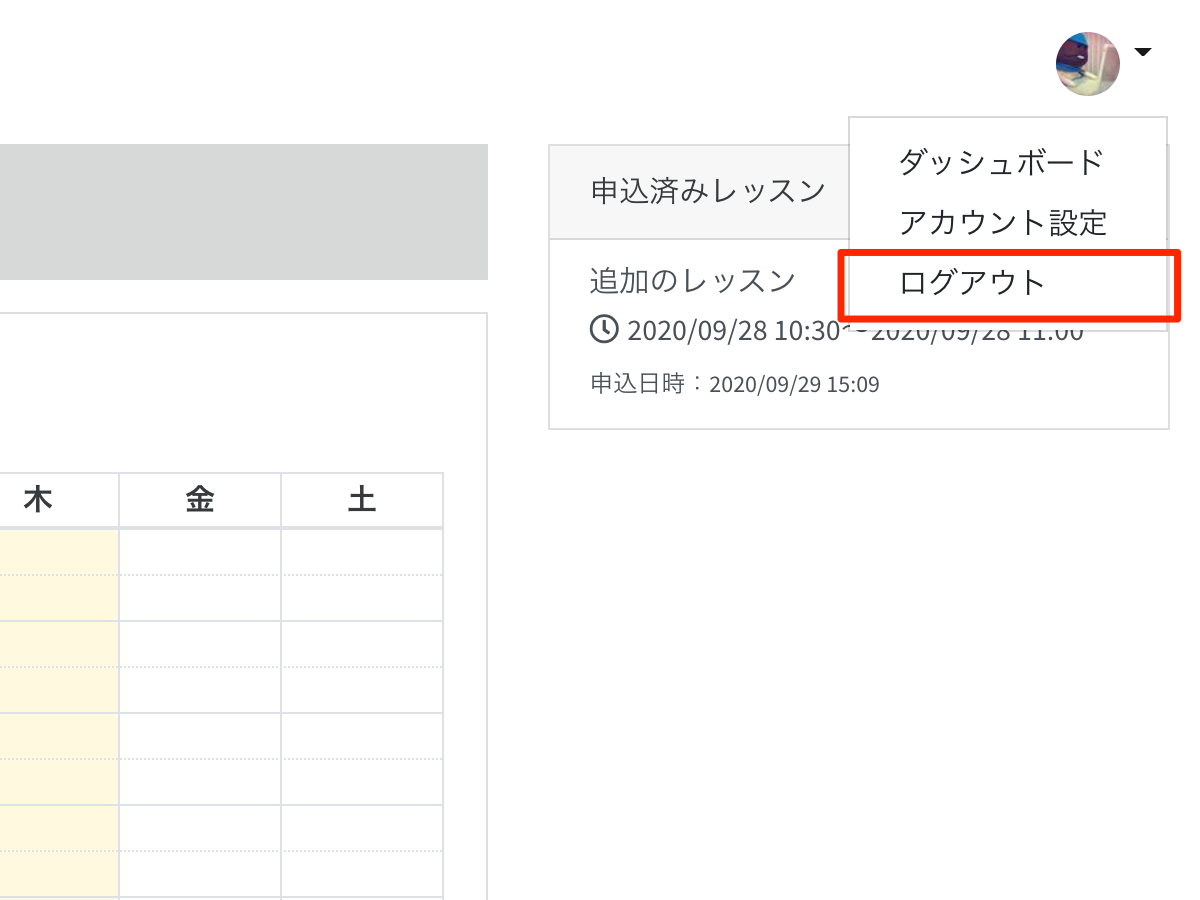 ダッシュボード
アカウント設定
ログアウト
申込済みレッスン
追加のレッスン
2020/09/28 10:30〜2020/09/28 11:00
申込日時：2020/09/29 15:09
木 金 土